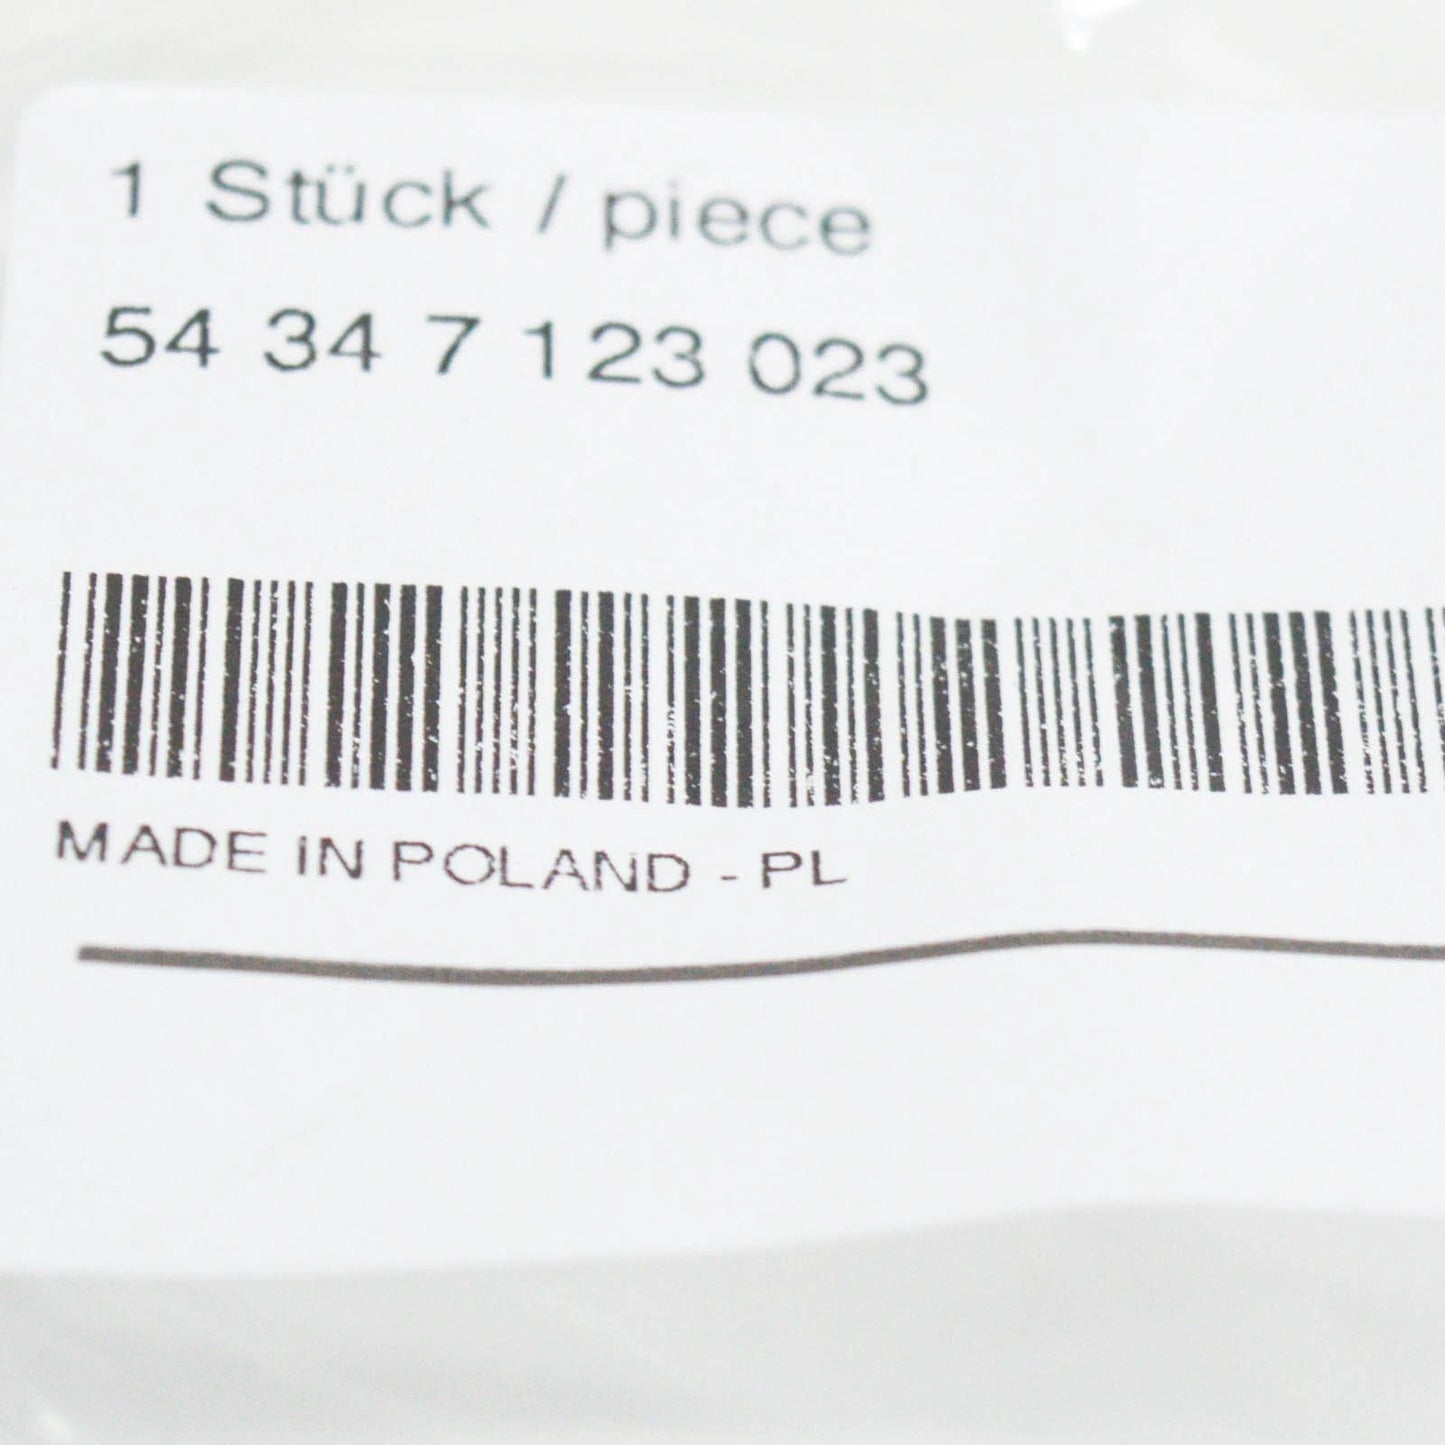 1 Stück / piece
54 34 7 123 023
MADE IN POLAND - PL